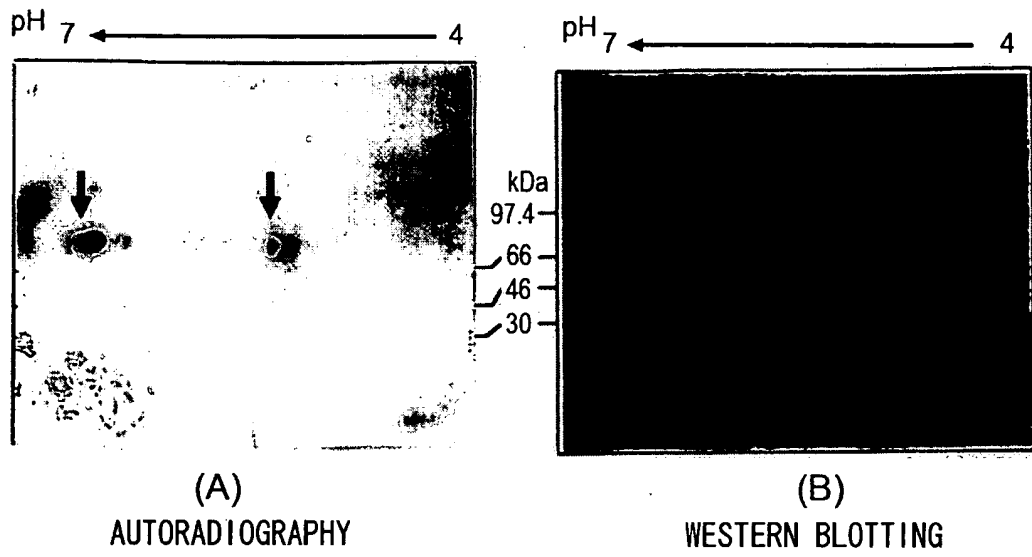 pH 7 4
pH 7 4
kDa
97.4
66
46
30
(A)
AUTORADIOGRAPHY
(B)
WESTERN BLOTTING